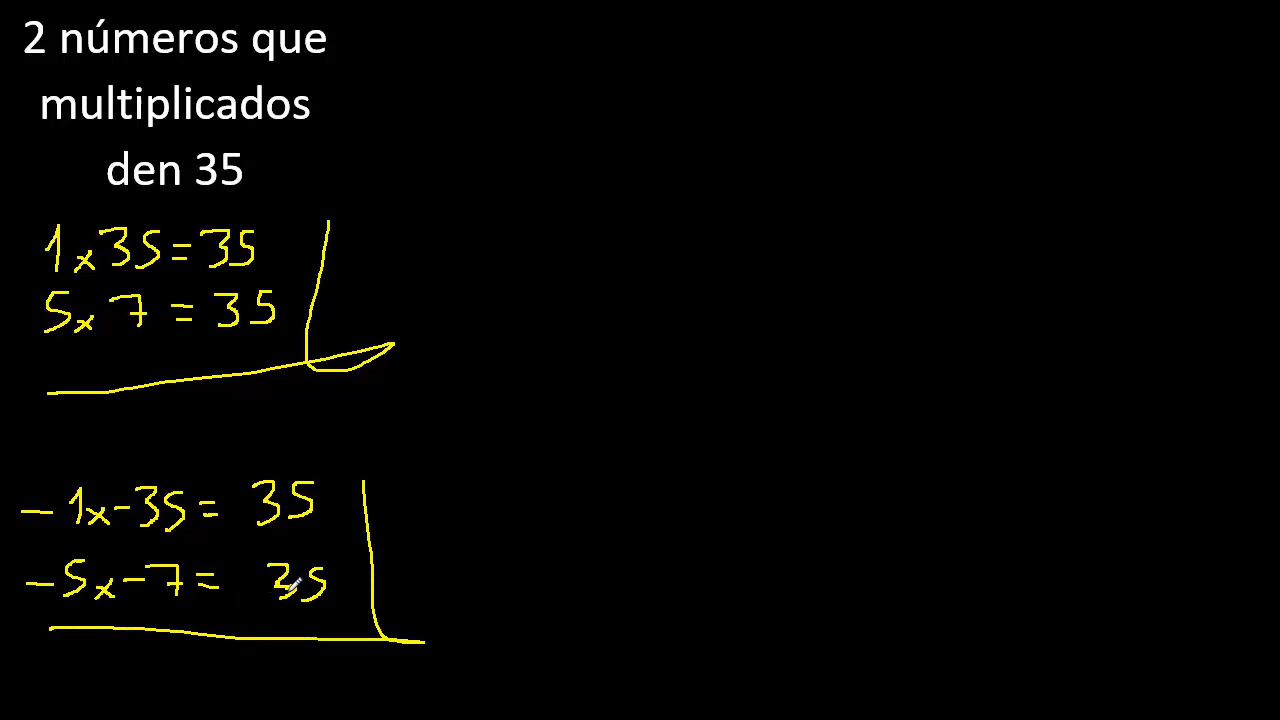 2 números que
multiplicados
den 35
1x35=35
5x7=35
-1x-35=35
-5x-7=35